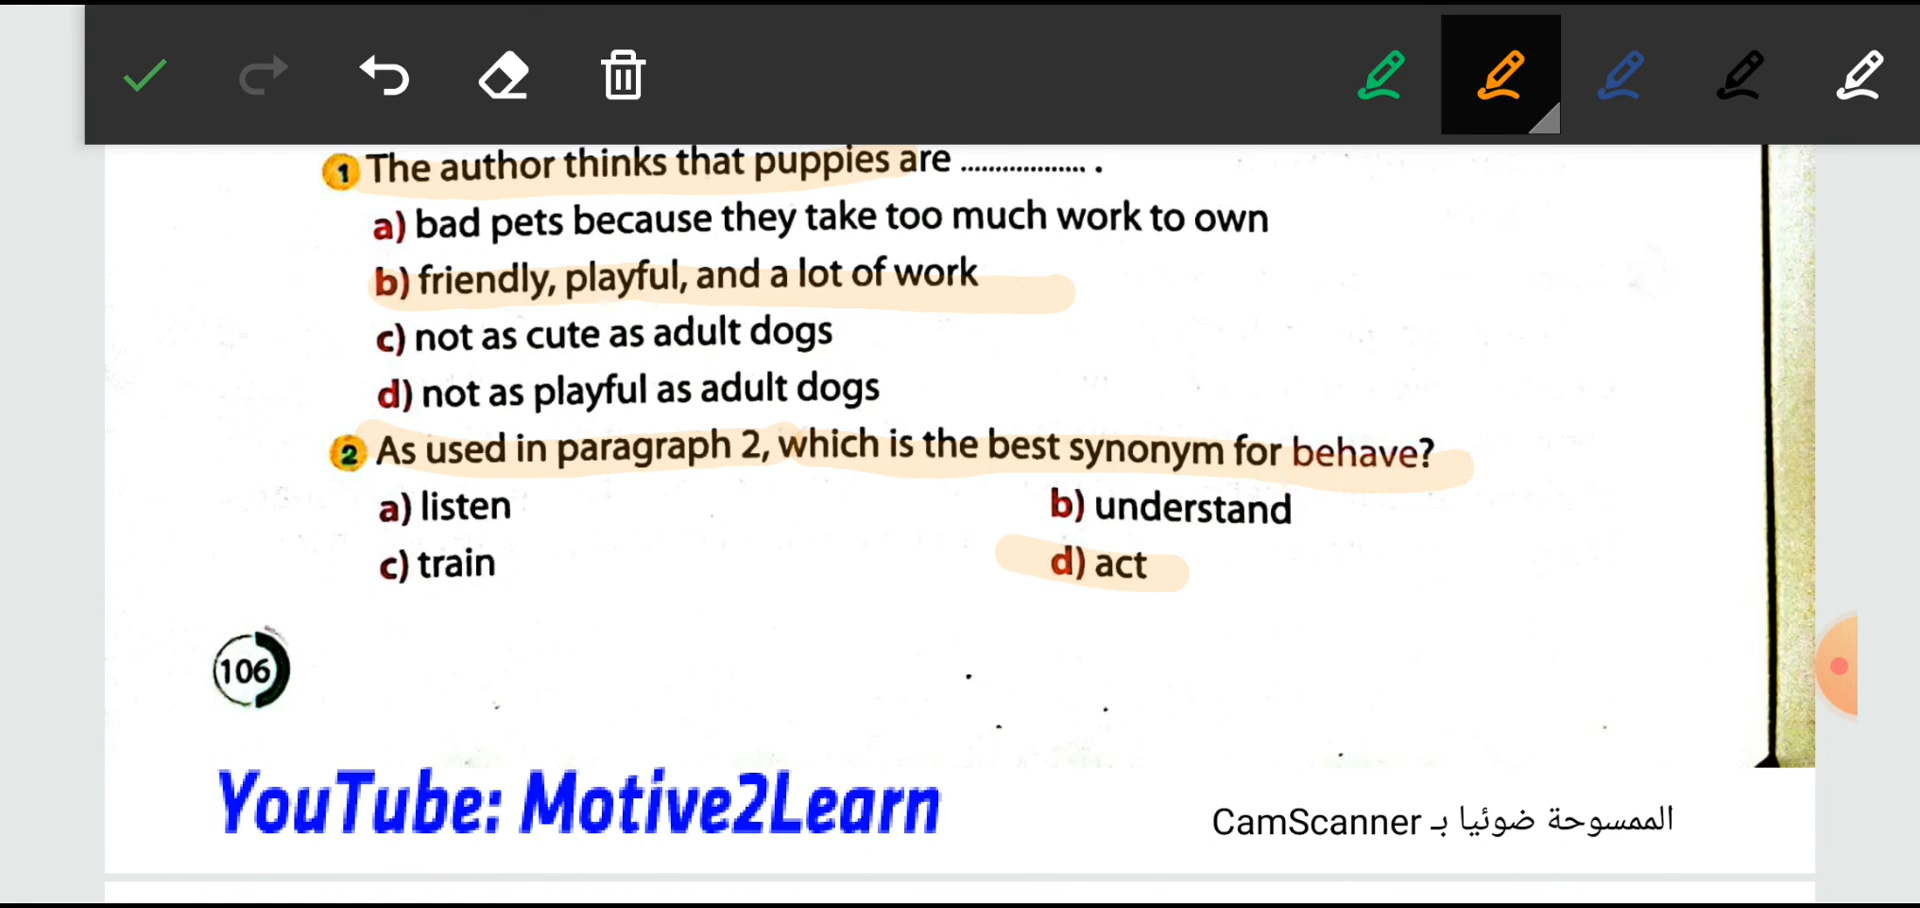 1 The author thinks that puppies are .................. .
a) bad pets because they take too much work to own
b) friendly, playful, and a lot of work
c) not as cute as adult dogs
d) not as playful as adult dogs
2 As used in paragraph 2, which is the best synonym for behave?
a) listen b) understand
c) train d) act
106
YouTube: Motive2Learn
الممسوحة ضوئيا بـ CamScanner